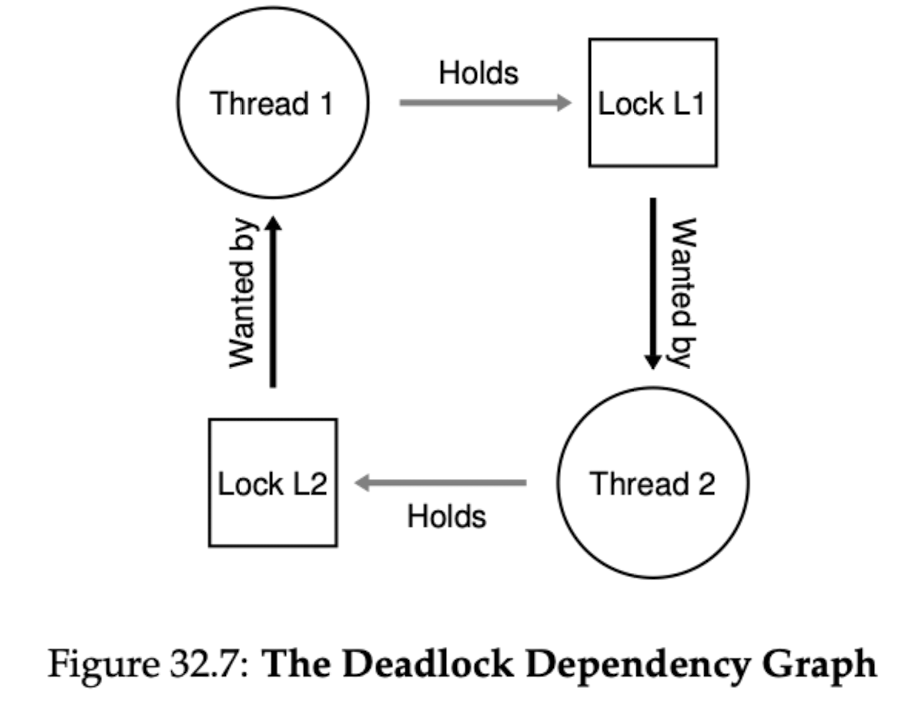 Holds
Thread 1
Lock L1
Wanted by
Wanted by
Lock L2
Thread 2
Holds
Figure 32.7: The Deadlock Dependency Graph